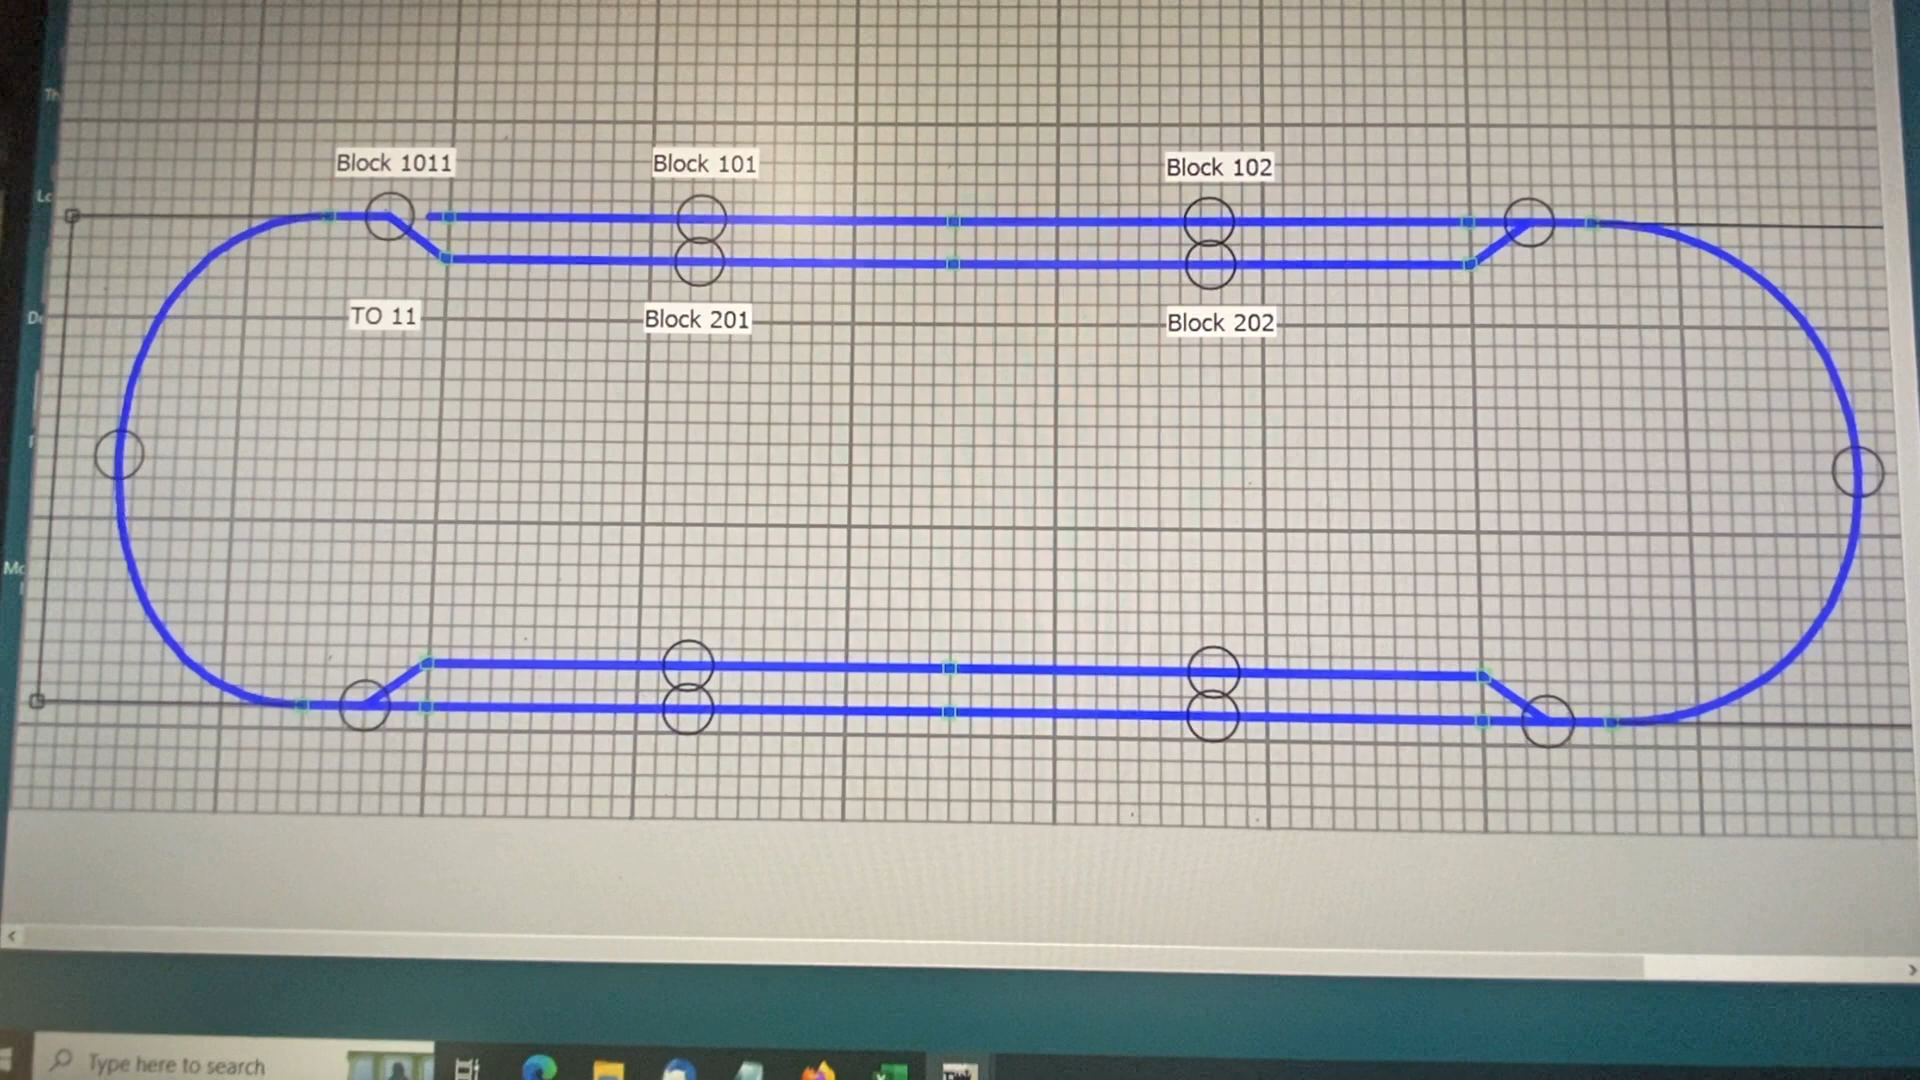 Block 1011
Block 101
Block 102
TO 11
Block 201
Block 202
Type here to search